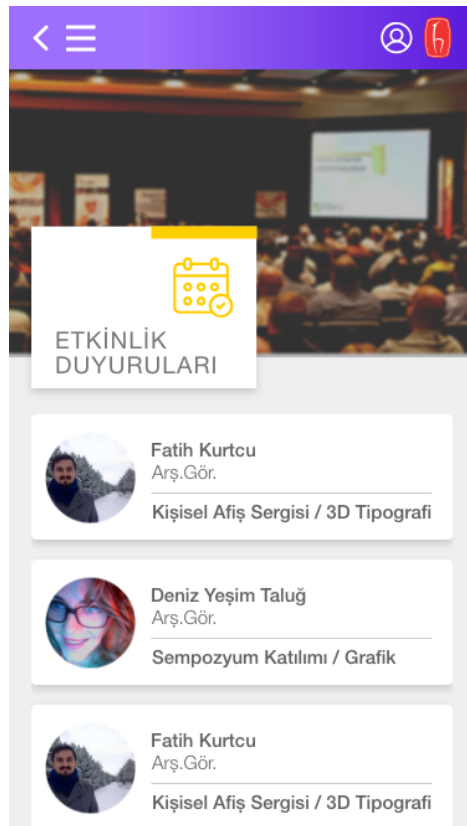 ETKİNLİK
DUYURULARI
Fatih Kurtcu
Arş.Gör.
Kişisel Afiş Sergisi / 3D Tipografi
Deniz Yeşim Taluğ
Arş.Gör.
Sempozyum Katılımı / Grafik
Fatih Kurtcu
Arş.Gör.
Kişisel Afiş Sergisi / 3D Tipografi